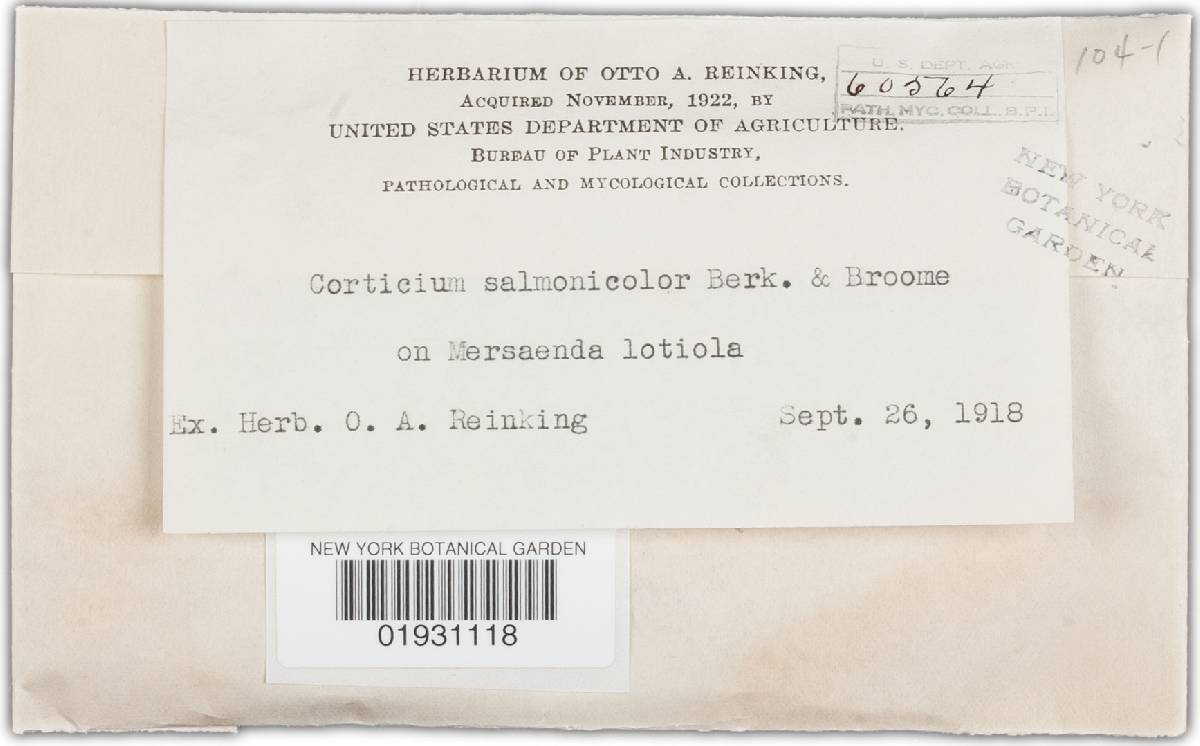 HERBARIUM OF OTTO A. REINKING,
ACQUIRED NOVEMBER, 1922, BY
UNITED STATES DEPARTMENT OF AGRICULTURE.
BUREAU OF PLANT INDUSTRY,
PATHOLOGICAL AND MYCOLOGICAL COLLECTIONS.
U. S. DEPT. AGR.
60564
PATH. MYC. COLL. B.P.I.
104-1
NEW YORK
BOTANICAL
GARDEN
Corticium salmonicolor Berk. & Broome
on Mersaenda lotiola
Ex. Herb. O. A. Reinking Sept. 26, 1918
NEW YORK BOTANICAL GARDEN
01931118